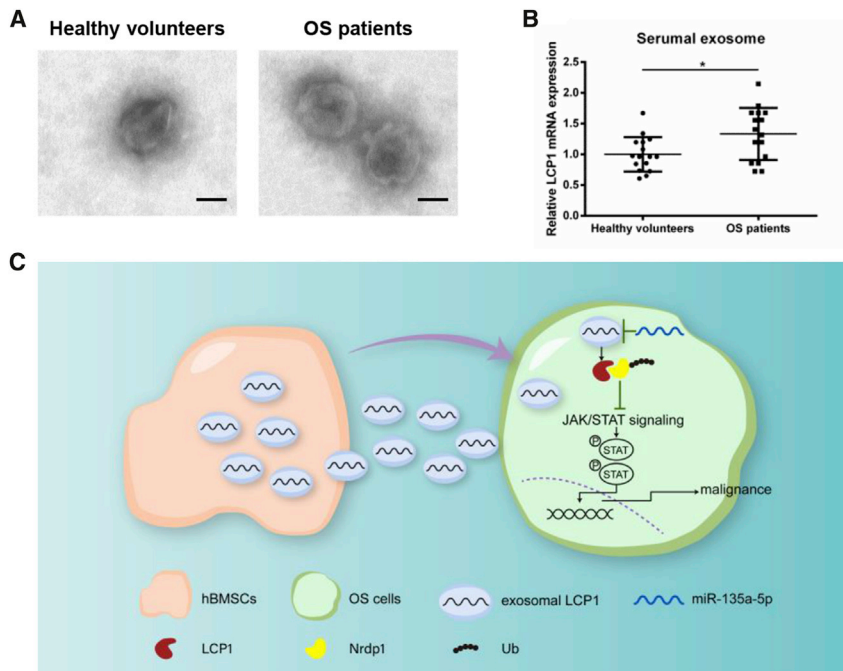 A
Healthy volunteers
OS patients
B
Serumal exosome
*
Relative LCP1 mRNA expression
2.5
2.0
1.5
1.0
0.5
0.0
Healthy volunteers
OS patients
C
JAK/STAT signaling
P
STAT
P
STAT
malignance
hBMSCs
OS cells
exosomal LCP1
miR-135a-5p
LCP1
Nrdp1
Ub